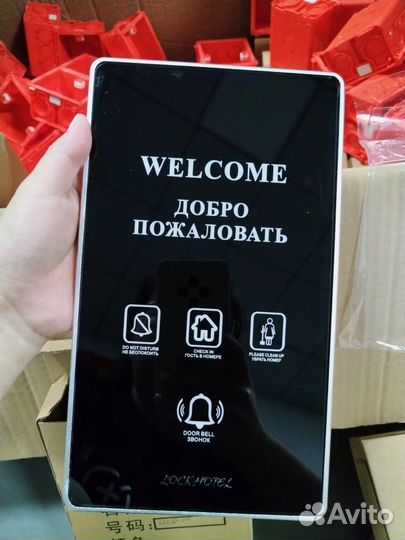 WELCOME
ДОБРО
ПОЖАЛОВАТЬ
DO NOT DISTURB
НЕ БЕСПОКОИТЬ
CHECK IN
ГОСТЬ В НОМЕРЕ
PLEASE CLEAN UP
УБРАТЬ НОМЕР
DOOR BELL
ЗВОНОК
LOCKHOTEL
号码:
Avito